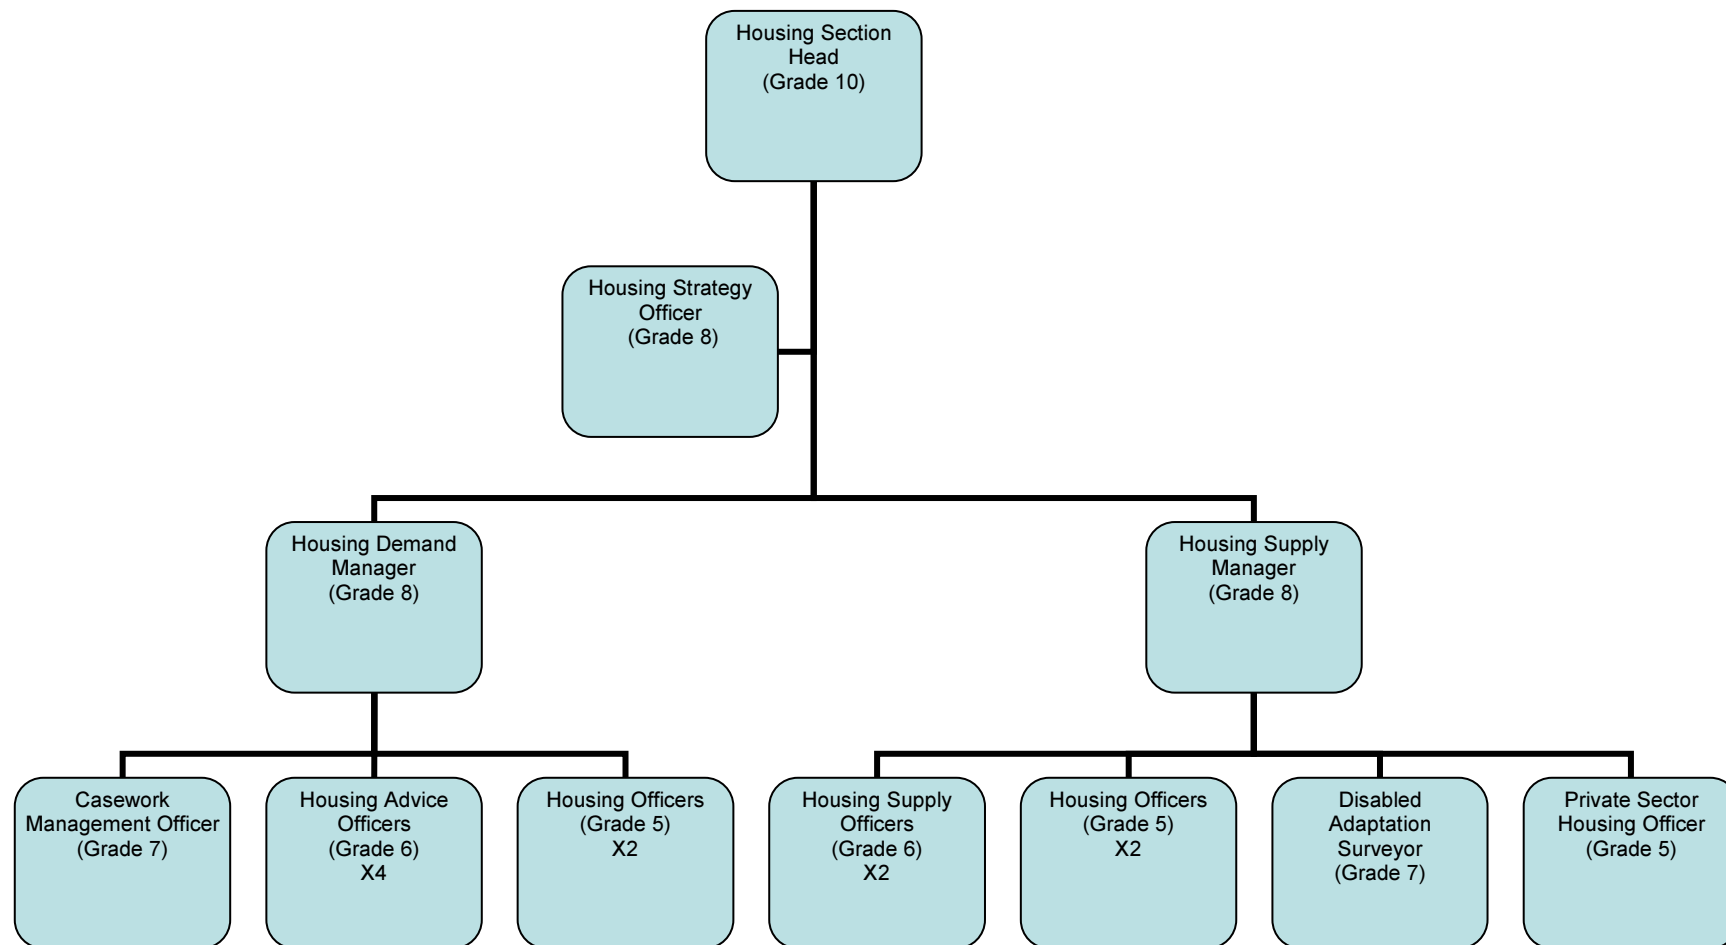 Housing Section
Head
(Grade 10)
Housing Strategy
Officer
(Grade 8)
Housing Demand
Manager
(Grade 8)
Housing Supply
Manager
(Grade 8)
Casework
Management Officer
(Grade 7)
Housing Advice
Officers
(Grade 6)
X4
Housing Officers
(Grade 5)
X2
Housing Supply
Officers
(Grade 6)
X2
Housing Officers
(Grade 5)
X2
Disabled
Adaptation
Surveyor
(Grade 7)
Private Sector
Housing Officer
(Grade 5)